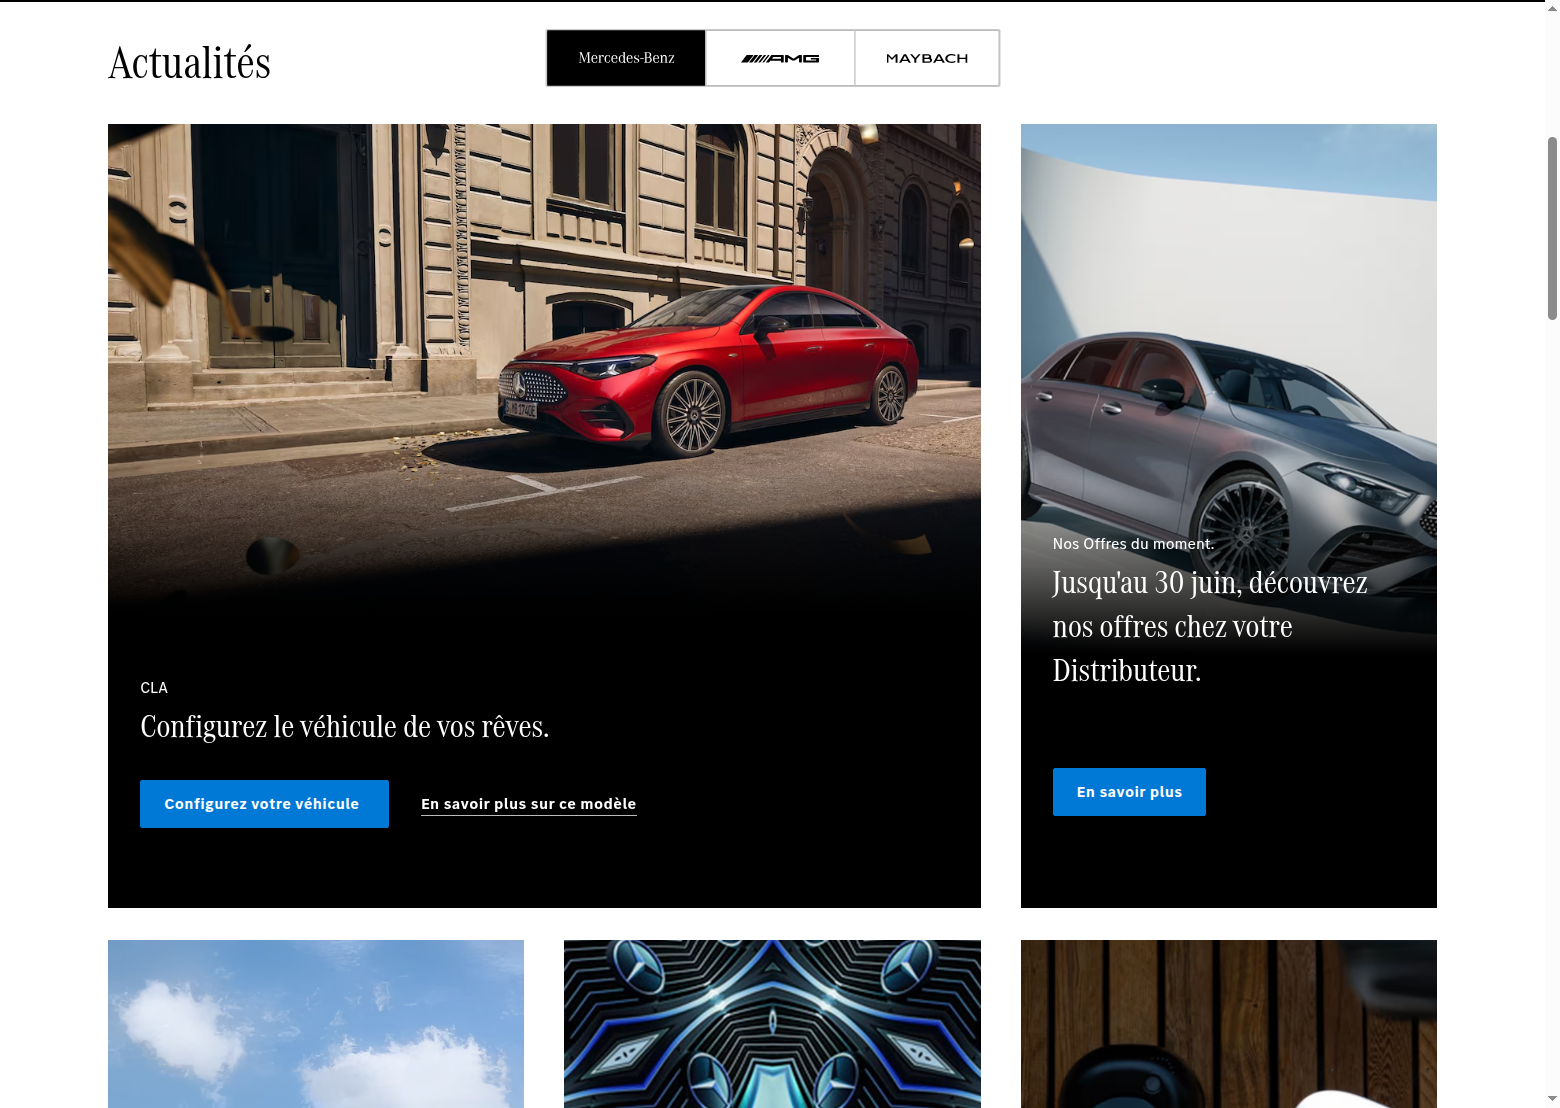 Actualités
Mercedes-Benz
AMG
MAYBACH
CLA
Configurez le véhicule de vos rêves.
Configurez votre véhicule
En savoir plus sur ce modèle
Nos Offres du moment.
Jusqu'au 30 juin, découvrez
nos offres chez votre
Distributeur.
En savoir plus